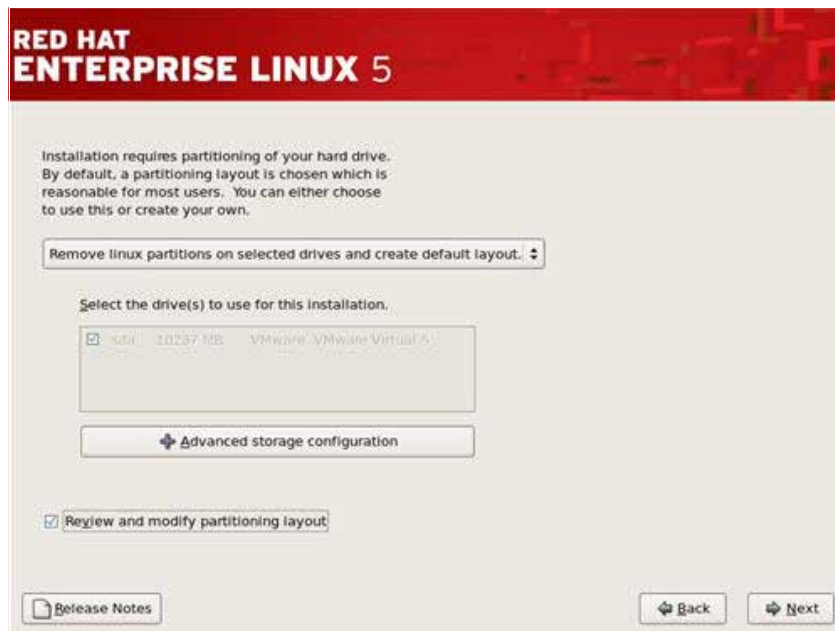 RED HAT
ENTERPRISE LINUX 5
Installation requires partitioning of your hard drive.
By default, a partitioning layout is chosen which is
reasonable for most users. You can either choose
to use this or create your own.
Remove linux partitions on selected drives and create default layout.
Select the drive(s) to use for this installation.
sda 10237 MB VMware, VMware Virtual S
Advanced storage configuration
Review and modify partitioning layout
Release Notes
Back
Next